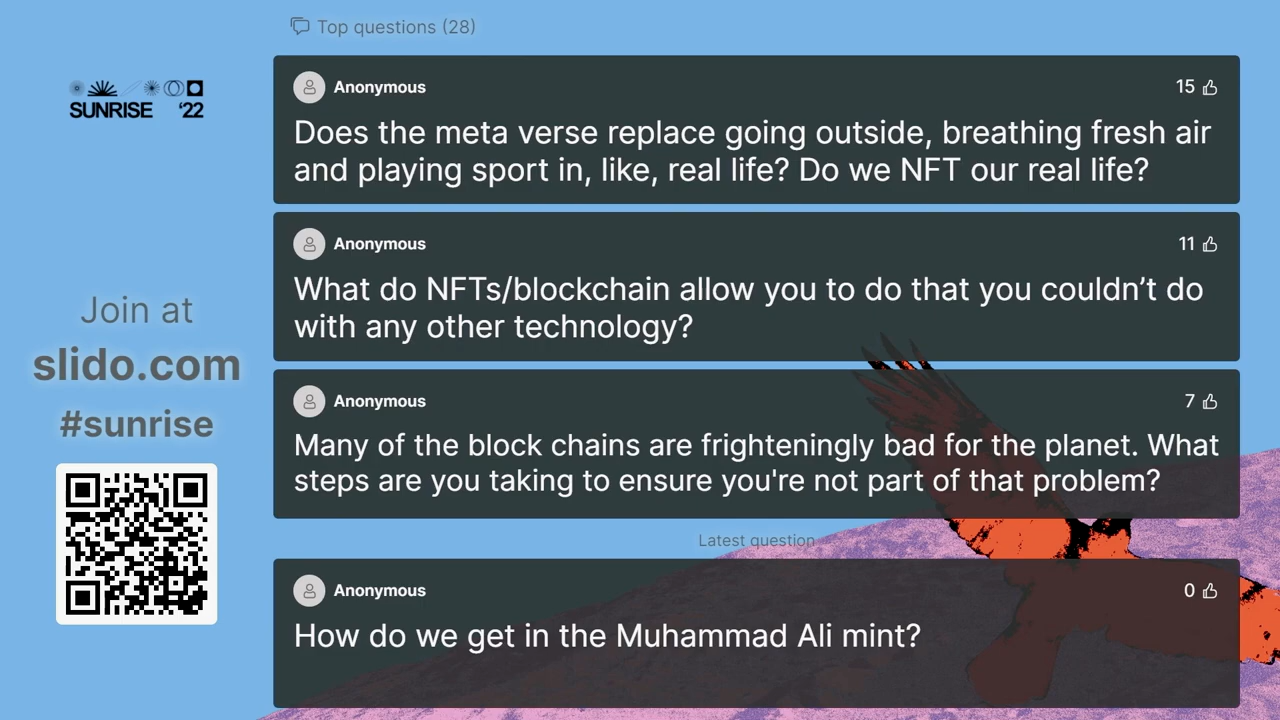 Top questions (28)
SUNRISE '22
Anonymous
15
Does the meta verse replace going outside, breathing fresh air
and playing sport in, like, real life? Do we NFT our real life?
Anonymous
11
What do NFTs/blockchain allow you to do that you couldn’t do
with any other technology?
Join at
slido.com
#sunrise
Anonymous
7
Many of the block chains are frighteningly bad for the planet. What
steps are you taking to ensure you're not part of that problem?
Latest question
Anonymous
0
How do we get in the Muhammad Ali mint?